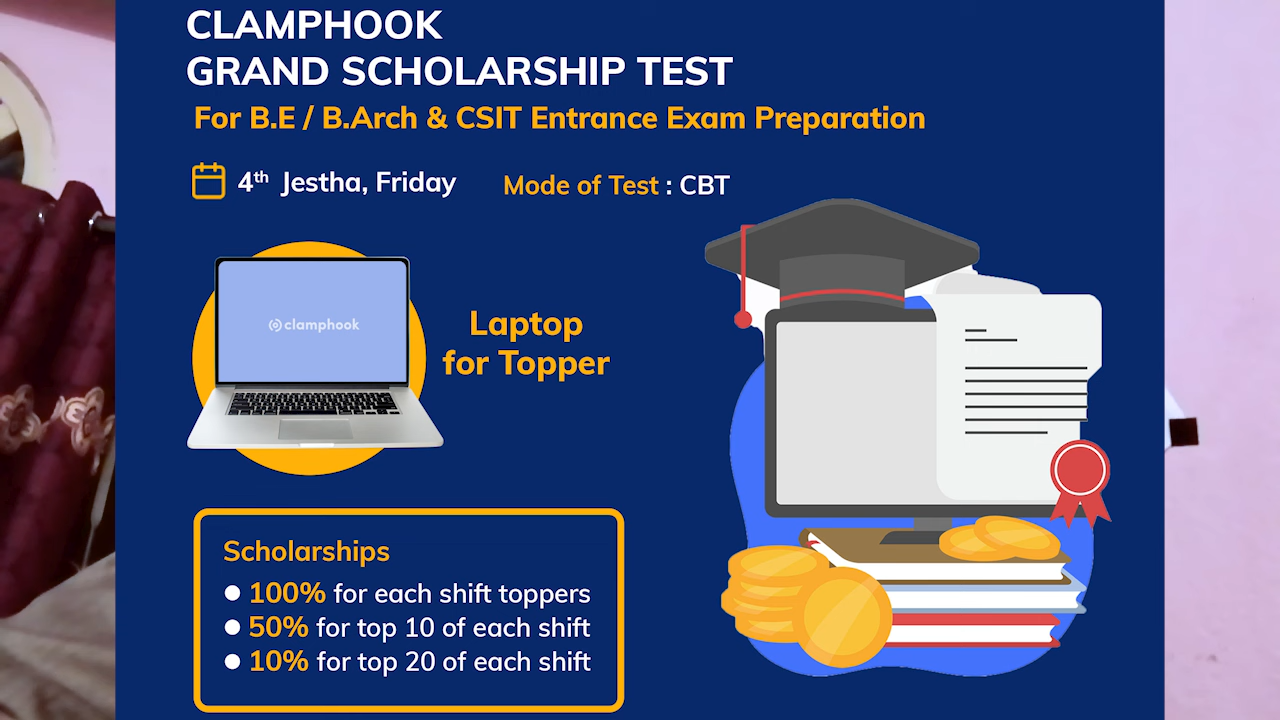 CLAMPHOOK
GRAND SCHOLARSHIP TEST
For B.E / B.Arch & CSIT Entrance Exam Preparation
4th Jestha, Friday
Mode of Test : CBT
clamphook
Laptop
for Topper
Scholarships
100% for each shift toppers
50% for top 10 of each shift
10% for top 20 of each shift